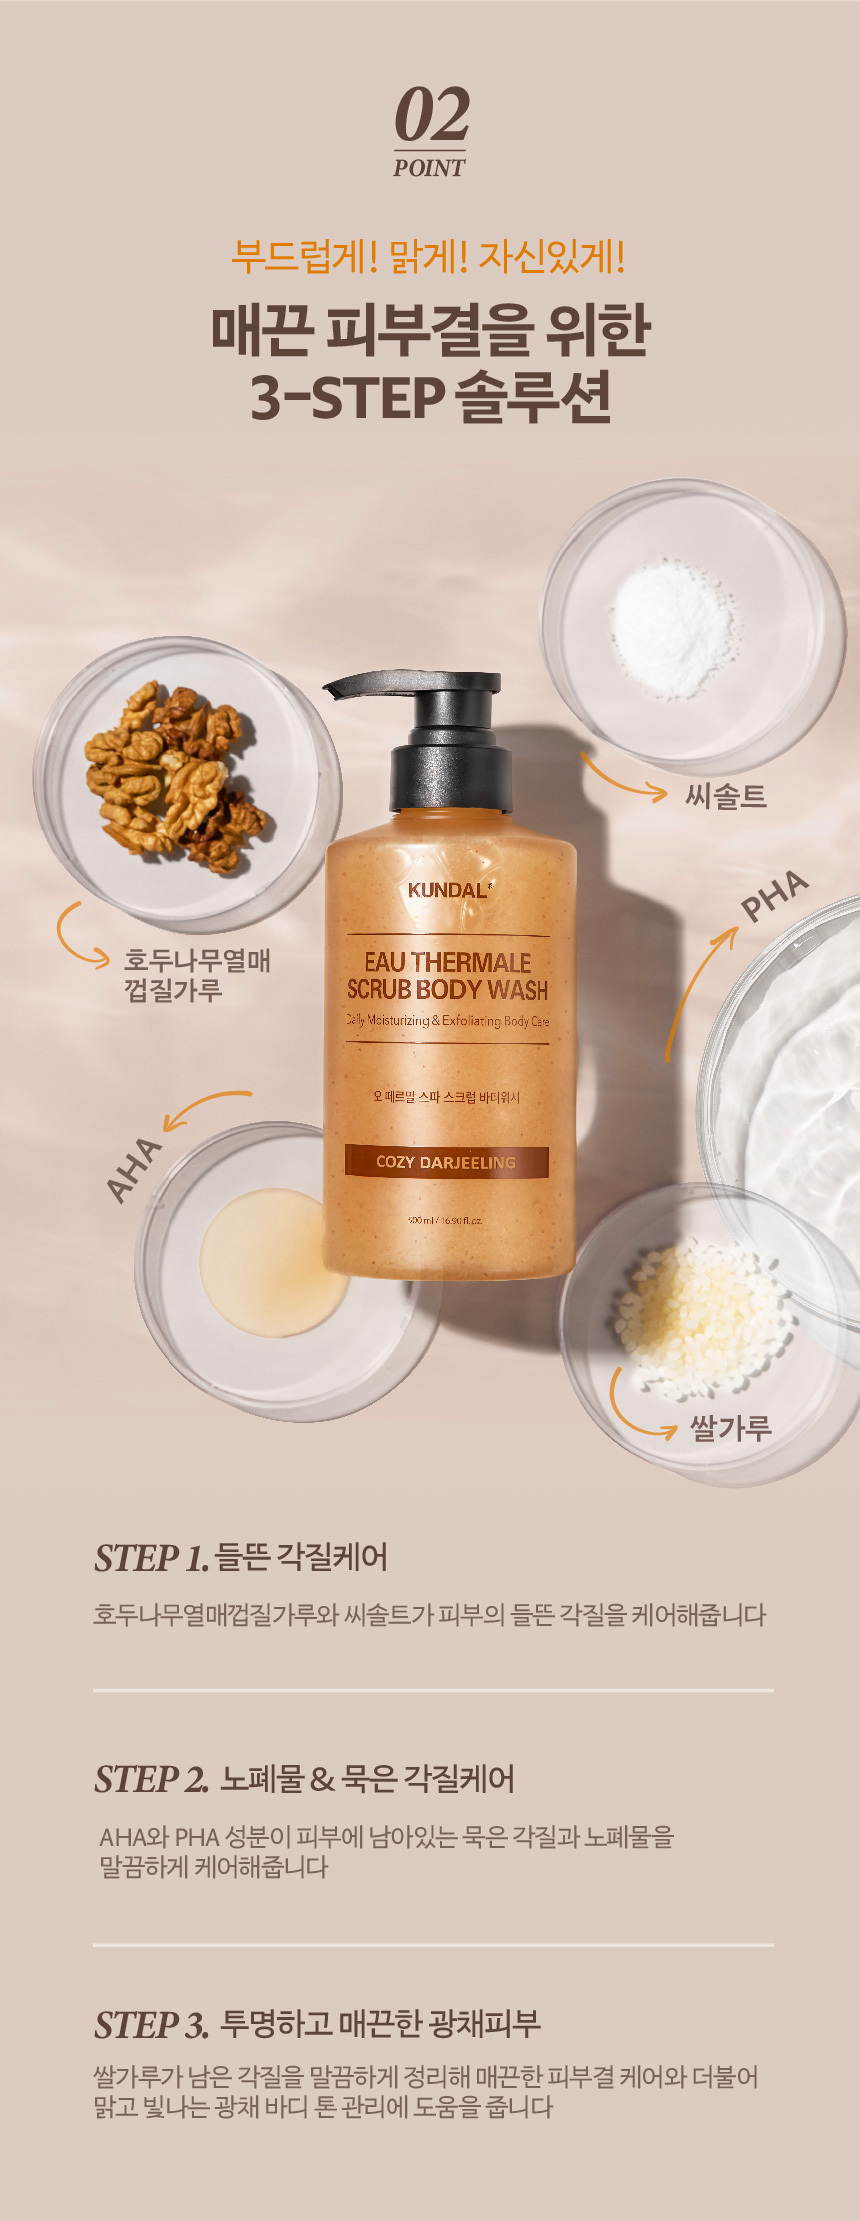 02
POINT
부드럽게! 맑게! 자신있게!
매끈 피부결을 위한
3-STEP 솔루션
씨솔트
PHA
호두나무열매
껍질가루
KUNDAL®
EAU THERMALE
SCRUB BODY WASH
Daily Moisturizing & Exfoliating Body Care
오 떼르말 스파 스크럽 바디워시
COZY DARJEELING
500 ml / 16.90 fl.oz.
AHA
쌀가루
STEP 1. 들뜬 각질케어
호두나무열매껍질가루와 씨솔트가 피부의 들뜬 각질을 케어해줍니다
STEP 2. 노폐물 & 묵은 각질케어
AHA와 PHA 성분이 피부에 남아있는 묵은 각질과 노폐물을
말끔하게 케어해줍니다
STEP 3. 투명하고 매끈한 광채피부
쌀가루가 남은 각질을 말끔하게 정리해 매끈한 피부결 케어와 더불어
맑고 빛나는 광채 바디 톤 관리에 도움을 줍니다